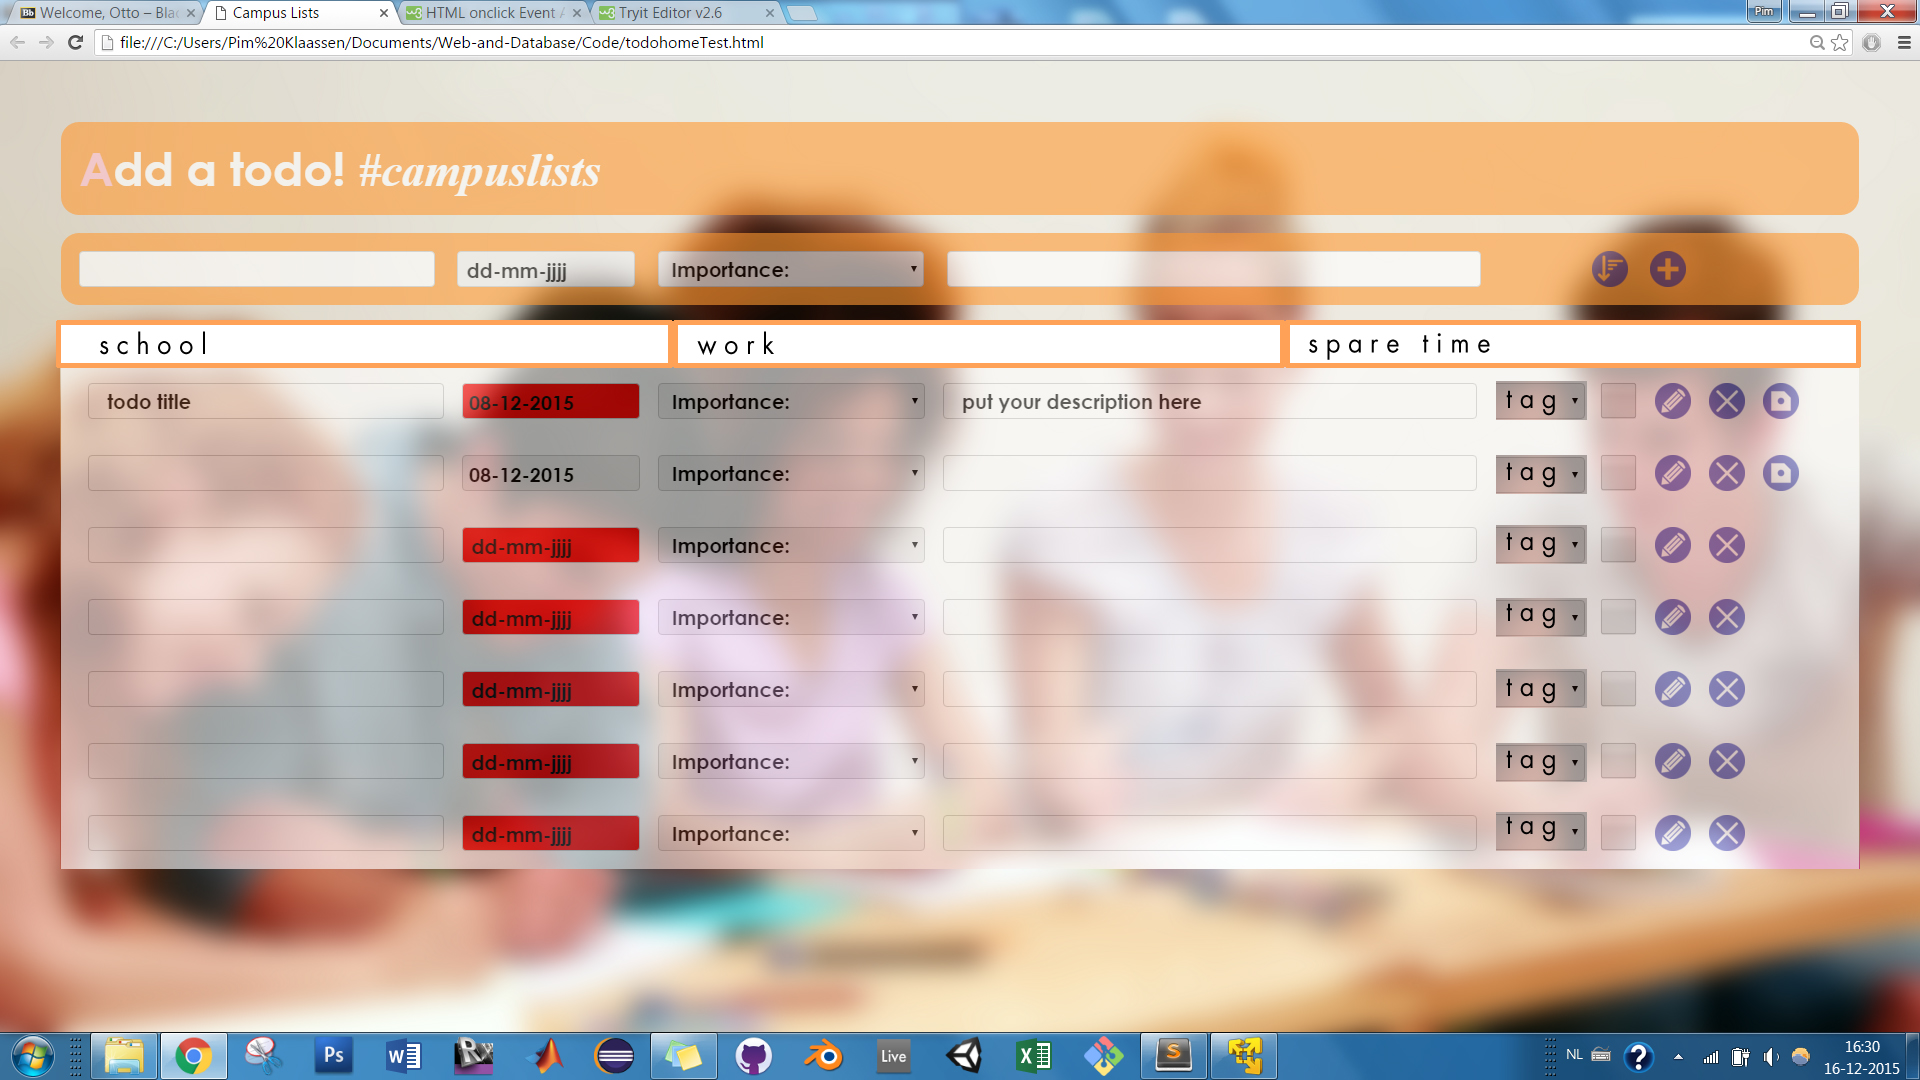 Welcome, Otto – Blac
Campus Lists
HTML onclick Event A
Tryit Editor v2.6
Pim
file:///C:/Users/Pim%20Klaassen/Documents/Web-and-Database/Code/todohomeTest.html
Add a todo! #campuslists
dd-mm-jjjj Importance:
school work spare time
todo title 08-12-2015 Importance: put your description here tag
08-12-2015 Importance: tag
dd-mm-jjjj Importance: tag
dd-mm-jjjj Importance: tag
dd-mm-jjjj Importance: tag
dd-mm-jjjj Importance: tag
dd-mm-jjjj Importance: tag
Ps
Live
NL
16:30
16-12-2015